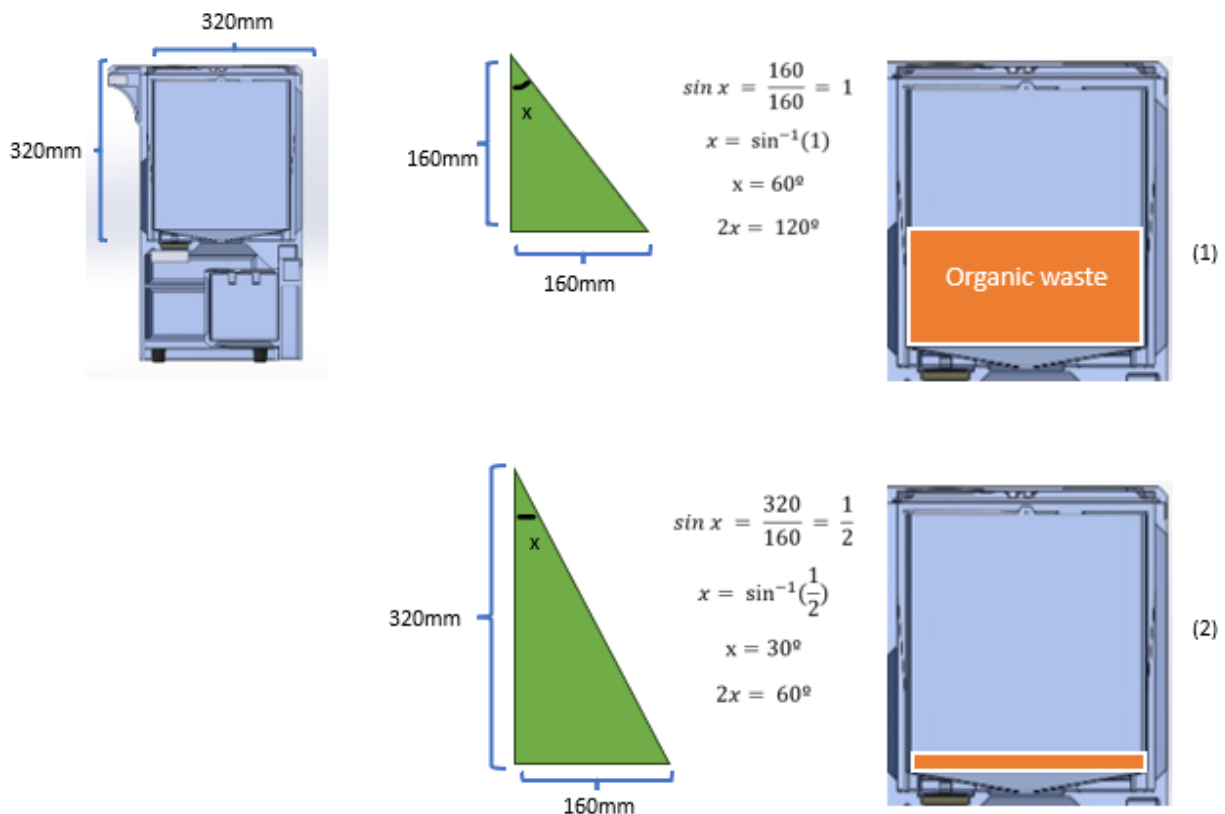 320mm
320mm
160mm
x
160mm
sin x = 160/160 = 1
x = sin⁻¹(1)
x = 60º
2x = 120º
Organic waste
(1)
320mm
x
160mm
sin x = 320/160 = 1/2
x = sin⁻¹(1/2)
x = 30º
2x = 60º
(2)